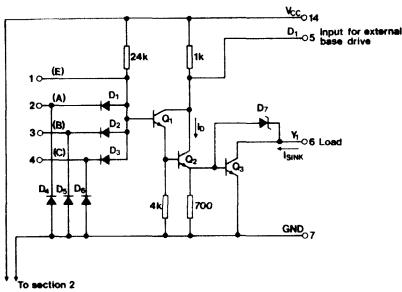 VCC 14
D1 5 Input for external
base drive
24k
1k
1 (E)
2 (A) D1
3 (B) D2
4 (C) D3
Q1
ID
D7
Q2
Y1
6 Load
ISINK
Q3
D4 D5 D6
4k
700
GND 7
To section 2